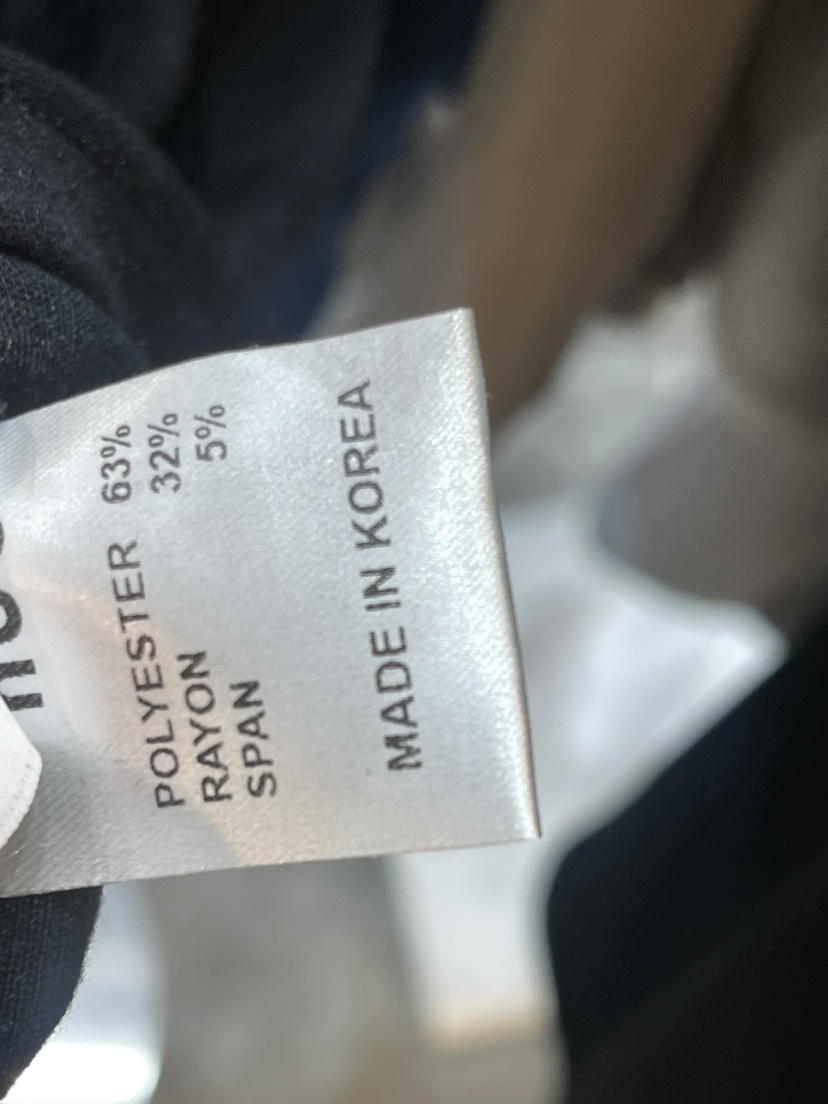 POLYESTER 63%
RAYON 32%
SPAN 5%
MADE IN KOREA